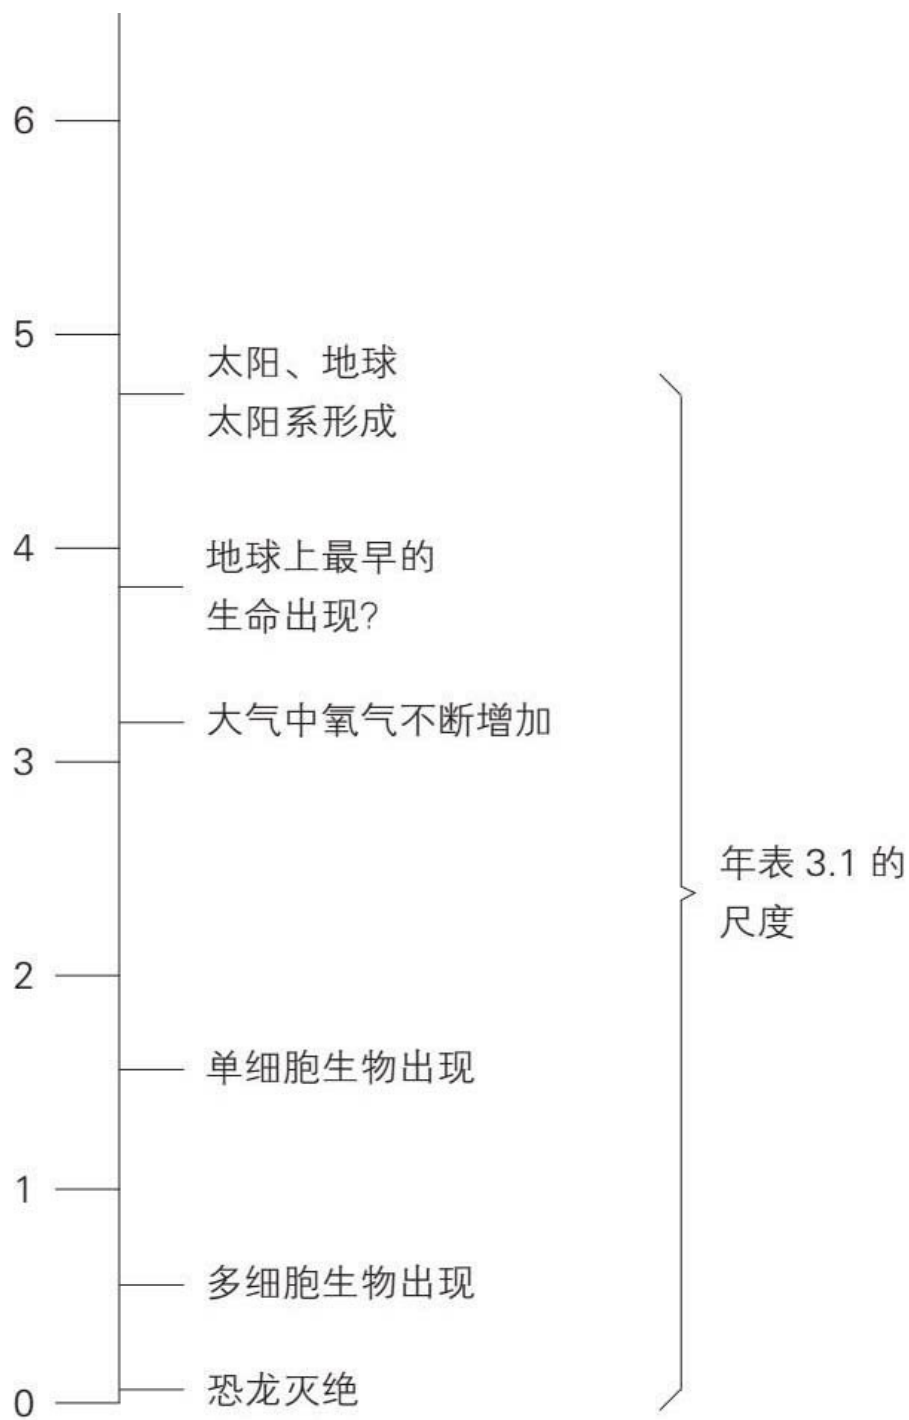 6
5
太阳、地球
太阳系形成
4
地球上最早的
生命出现？
大气中氧气不断增加
3
年表 3.1 的
尺度
2
单细胞生物出现
1
多细胞生物出现
恐龙灭绝
0